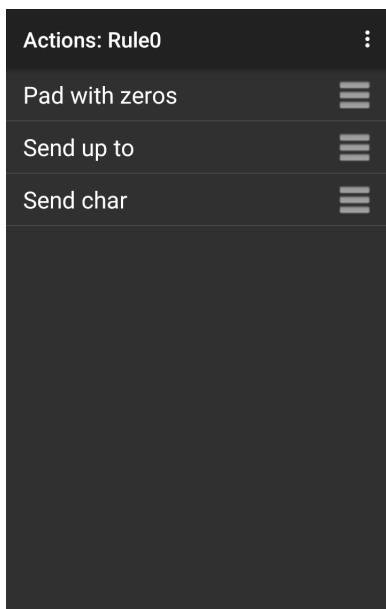 Actions: Rule0
Pad with zeros
Send up to
Send char